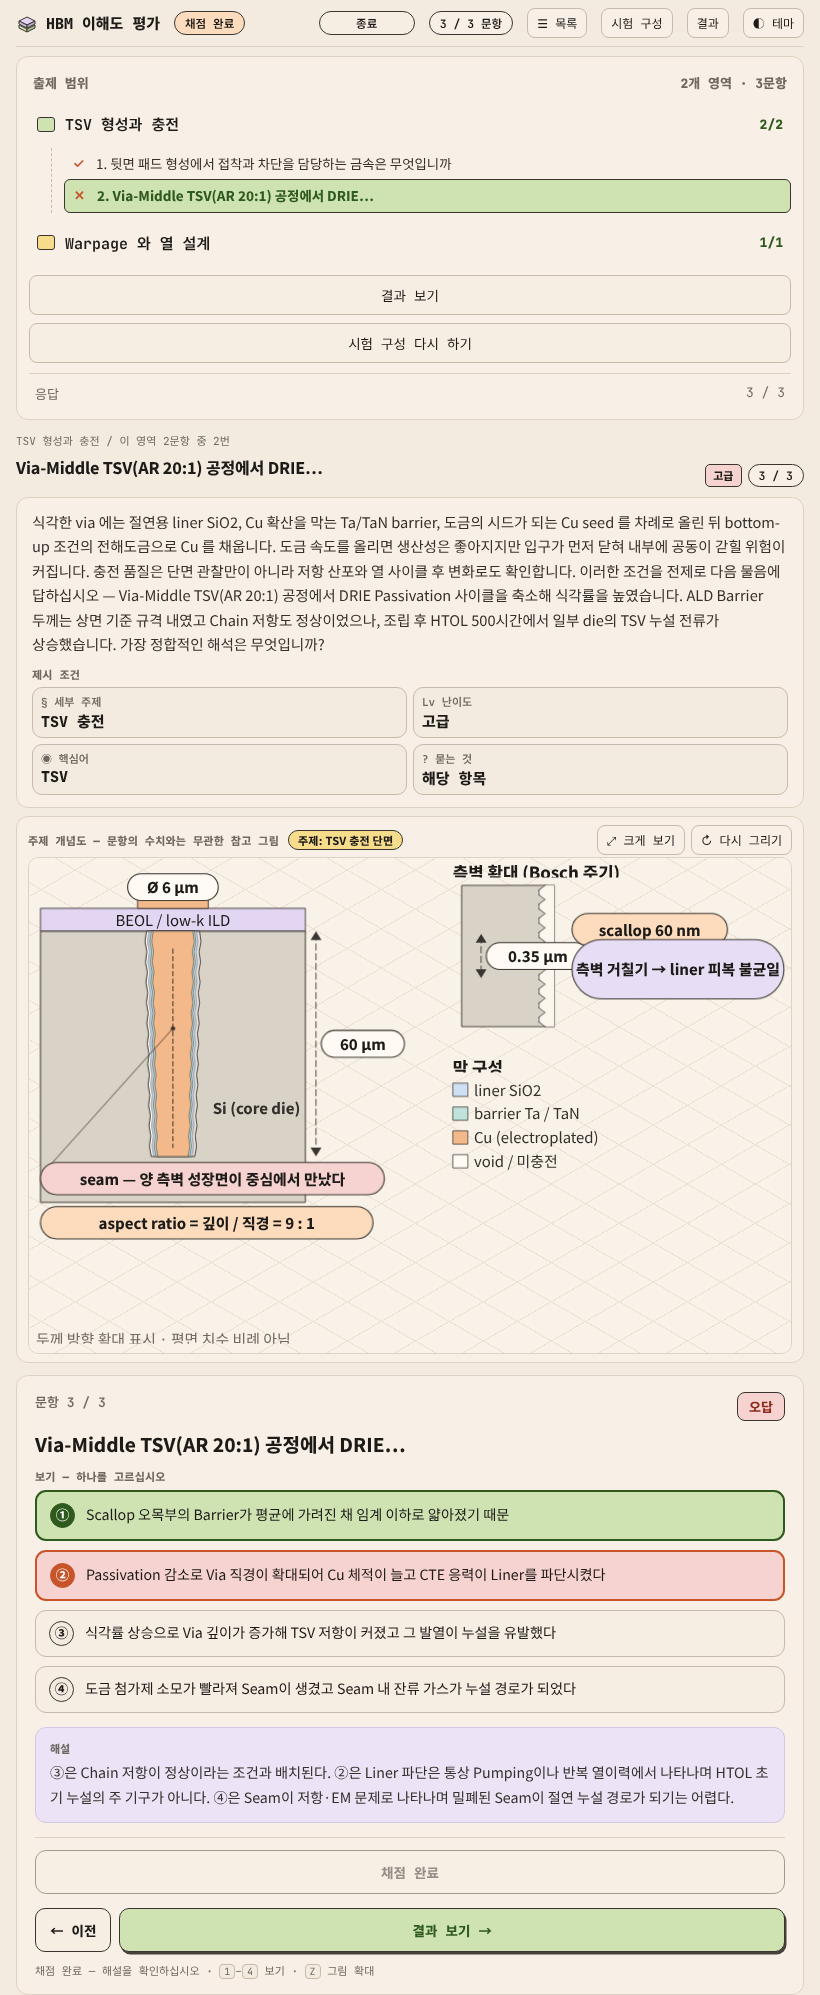 HBM 이해도 평가
채점 완료
종료
3 / 3 문항
☰ 목록
시험 구성
결과
◐ 테마
출제 범위
2개 영역 · 3문항
TSV 형성과 충전
2/2
✓ 1. 뒷면 패드 형성에서 접착과 차단을 담당하는 금속은 무엇입니까
✕ 2. Via-Middle TSV(AR 20:1) 공정에서 DRIE…
Warpage 와 열 설계
1/1
결과 보기
시험 구성 다시 하기
응답
3 / 3
TSV 형성과 충전 / 이 영역 2문항 중 2번
Via-Middle TSV(AR 20:1) 공정에서 DRIE…
고급
3 / 3
식각한 via 에는 절연용 liner SiO2, Cu 확산을 막는 Ta/TaN barrier, 도금의 시드가 되는 Cu seed 를 차례로 올린 뒤 bottom-
up 조건의 전해도금으로 Cu 를 채웁니다. 도금 속도를 올리면 생산성은 좋아지지만 입구가 먼저 닫혀 내부에 공동이 갇힐 위험이
커집니다. 충전 품질은 단면 관찰만이 아니라 저항 산포와 열 사이클 후 변화로도 확인합니다. 이러한 조건을 전제로 다음 물음에
답하십시오 — Via-Middle TSV(AR 20:1) 공정에서 DRIE Passivation 사이클을 축소해 식각률을 높였습니다. ALD Barrier
두께는 상면 기준 규격 내였고 Chain 저항도 정상이었으나, 조립 후 HTOL 500시간에서 일부 die의 TSV 누설 전류가
상승했습니다. 가장 정합적인 해석은 무엇입니까?
제시 조건
§ 세부 주제
TSV 충전
Lv 난이도
고급
◉ 핵심어
TSV
? 묻는 것
해당 항목
주제 개념도 — 문항의 수치와는 무관한 참고 그림
주제: TSV 충전 단면
⤢ 크게 보기
↻ 다시 그리기
Ø 6 µm
BEOL / low-k ILD
60 µm
Si (core die)
seam — 양 측벽 성장면이 중심에서 만났다
aspect ratio = 깊이 / 직경 = 9 : 1
측벽 확대 (Bosch 주기)
scallop 60 nm
0.35 µm
측벽 거칠기 → liner 피복 불균일
막 구성
liner SiO2
barrier Ta / TaN
Cu (electroplated)
void / 미충전
두께 방향 확대 표시 · 평면 치수 비례 아님
문항 3 / 3
오답
Via-Middle TSV(AR 20:1) 공정에서 DRIE…
보기 — 하나를 고르십시오
① Scallop 오목부의 Barrier가 평균에 가려진 채 임계 이하로 얇아졌기 때문
② Passivation 감소로 Via 직경이 확대되어 Cu 체적이 늘고 CTE 응력이 Liner를 파단시켰다
③ 식각률 상승으로 Via 깊이가 증가해 TSV 저항이 커졌고 그 발열이 누설을 유발했다
④ 도금 첨가제 소모가 빨라져 Seam이 생겼고 Seam 내 잔류 가스가 누설 경로가 되었다
해설
③은 Chain 저항이 정상이라는 조건과 배치된다. ②은 Liner 파단은 통상 Pumping이나 반복 열이력에서 나타나며 HTOL 초
기 누설의 주 기구가 아니다. ④은 Seam이 저항·EM 문제로 나타나며 밀폐된 Seam이 절연 누설 경로가 되기는 어렵다.
채점 완료
← 이전
결과 보기 →
채점 완료 — 해설을 확인하십시오 · 1–4 보기 · Z 그림 확대